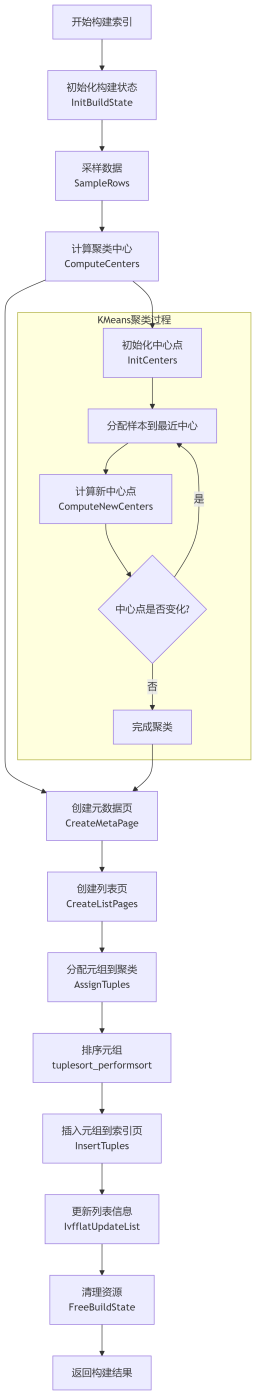 开始构建索引
初始化构建状态
InitBuildState
采样数据
SampleRows
计算聚类中心
ComputeCenters
KMeans聚类过程
初始化中心点
InitCenters
分配样本到最近中心
计算新中心点
ComputeNewCenters
是
中心点是否变化?
否
完成聚类
创建元数据页
CreateMetaPage
创建列表页
CreateListPages
分配元组到聚类
AssignTuples
排序元组
tuplesort_performsort
插入元组到索引页
InsertTuples
更新列表信息
IvfflatUpdateList
清理资源
FreeBuildState
返回构建结果